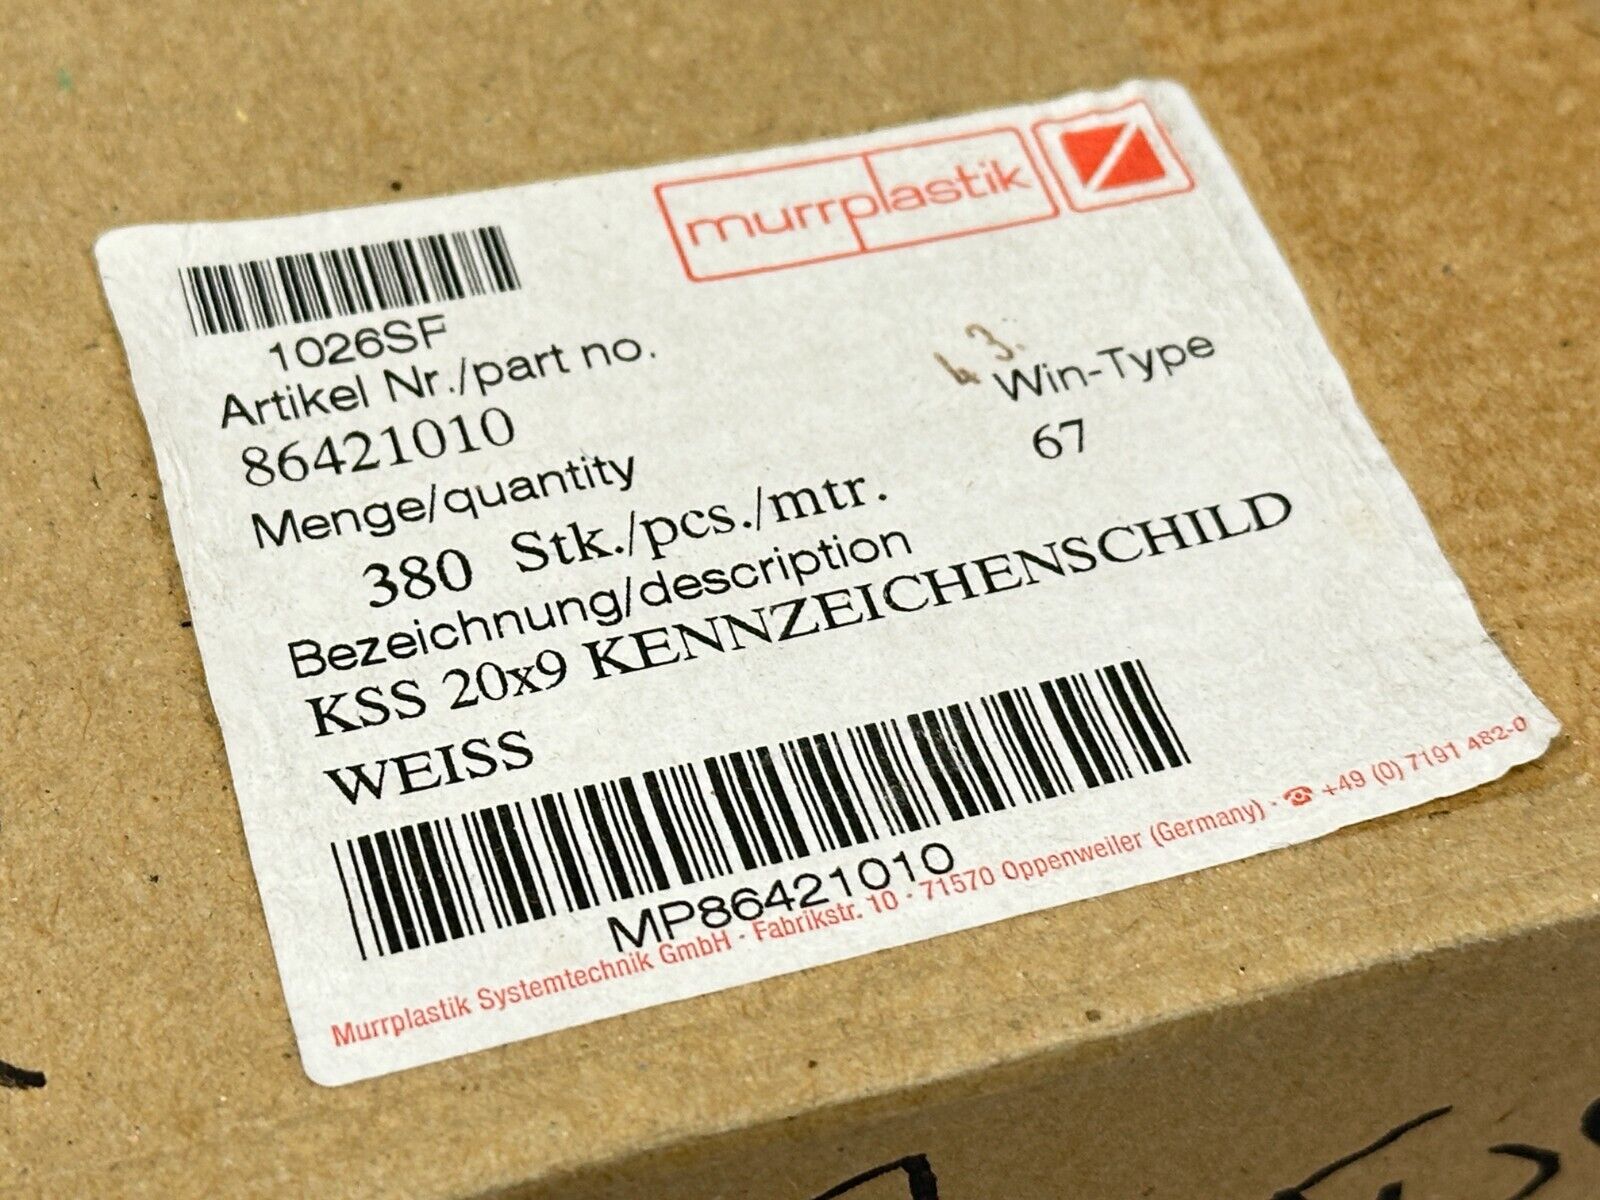 murrplastik
1026SF
Artikel Nr./part no.
86421010
3.
Win-Type
67
Menge/quantity
380 Stk./pcs./mtr.
Bezeichnung/description
KSS 20x9 KENNZEICHENSCHILD
WEISS
MP86421010
Murrplastik Systemtechnik GmbH · Fabrikstr. 10 · 71570 Oppenweiler (Germany) · ☎ +49 (0) 7191 482-0